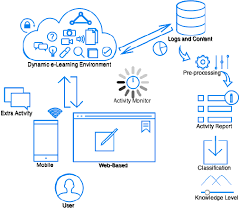 Logs and Content
Dynamic e-Learning Environment
Pre-processing
Activity Monitor
Extra Activity
Activity Report
Mobile
Web-Based
Classification
Knowledge Level
User